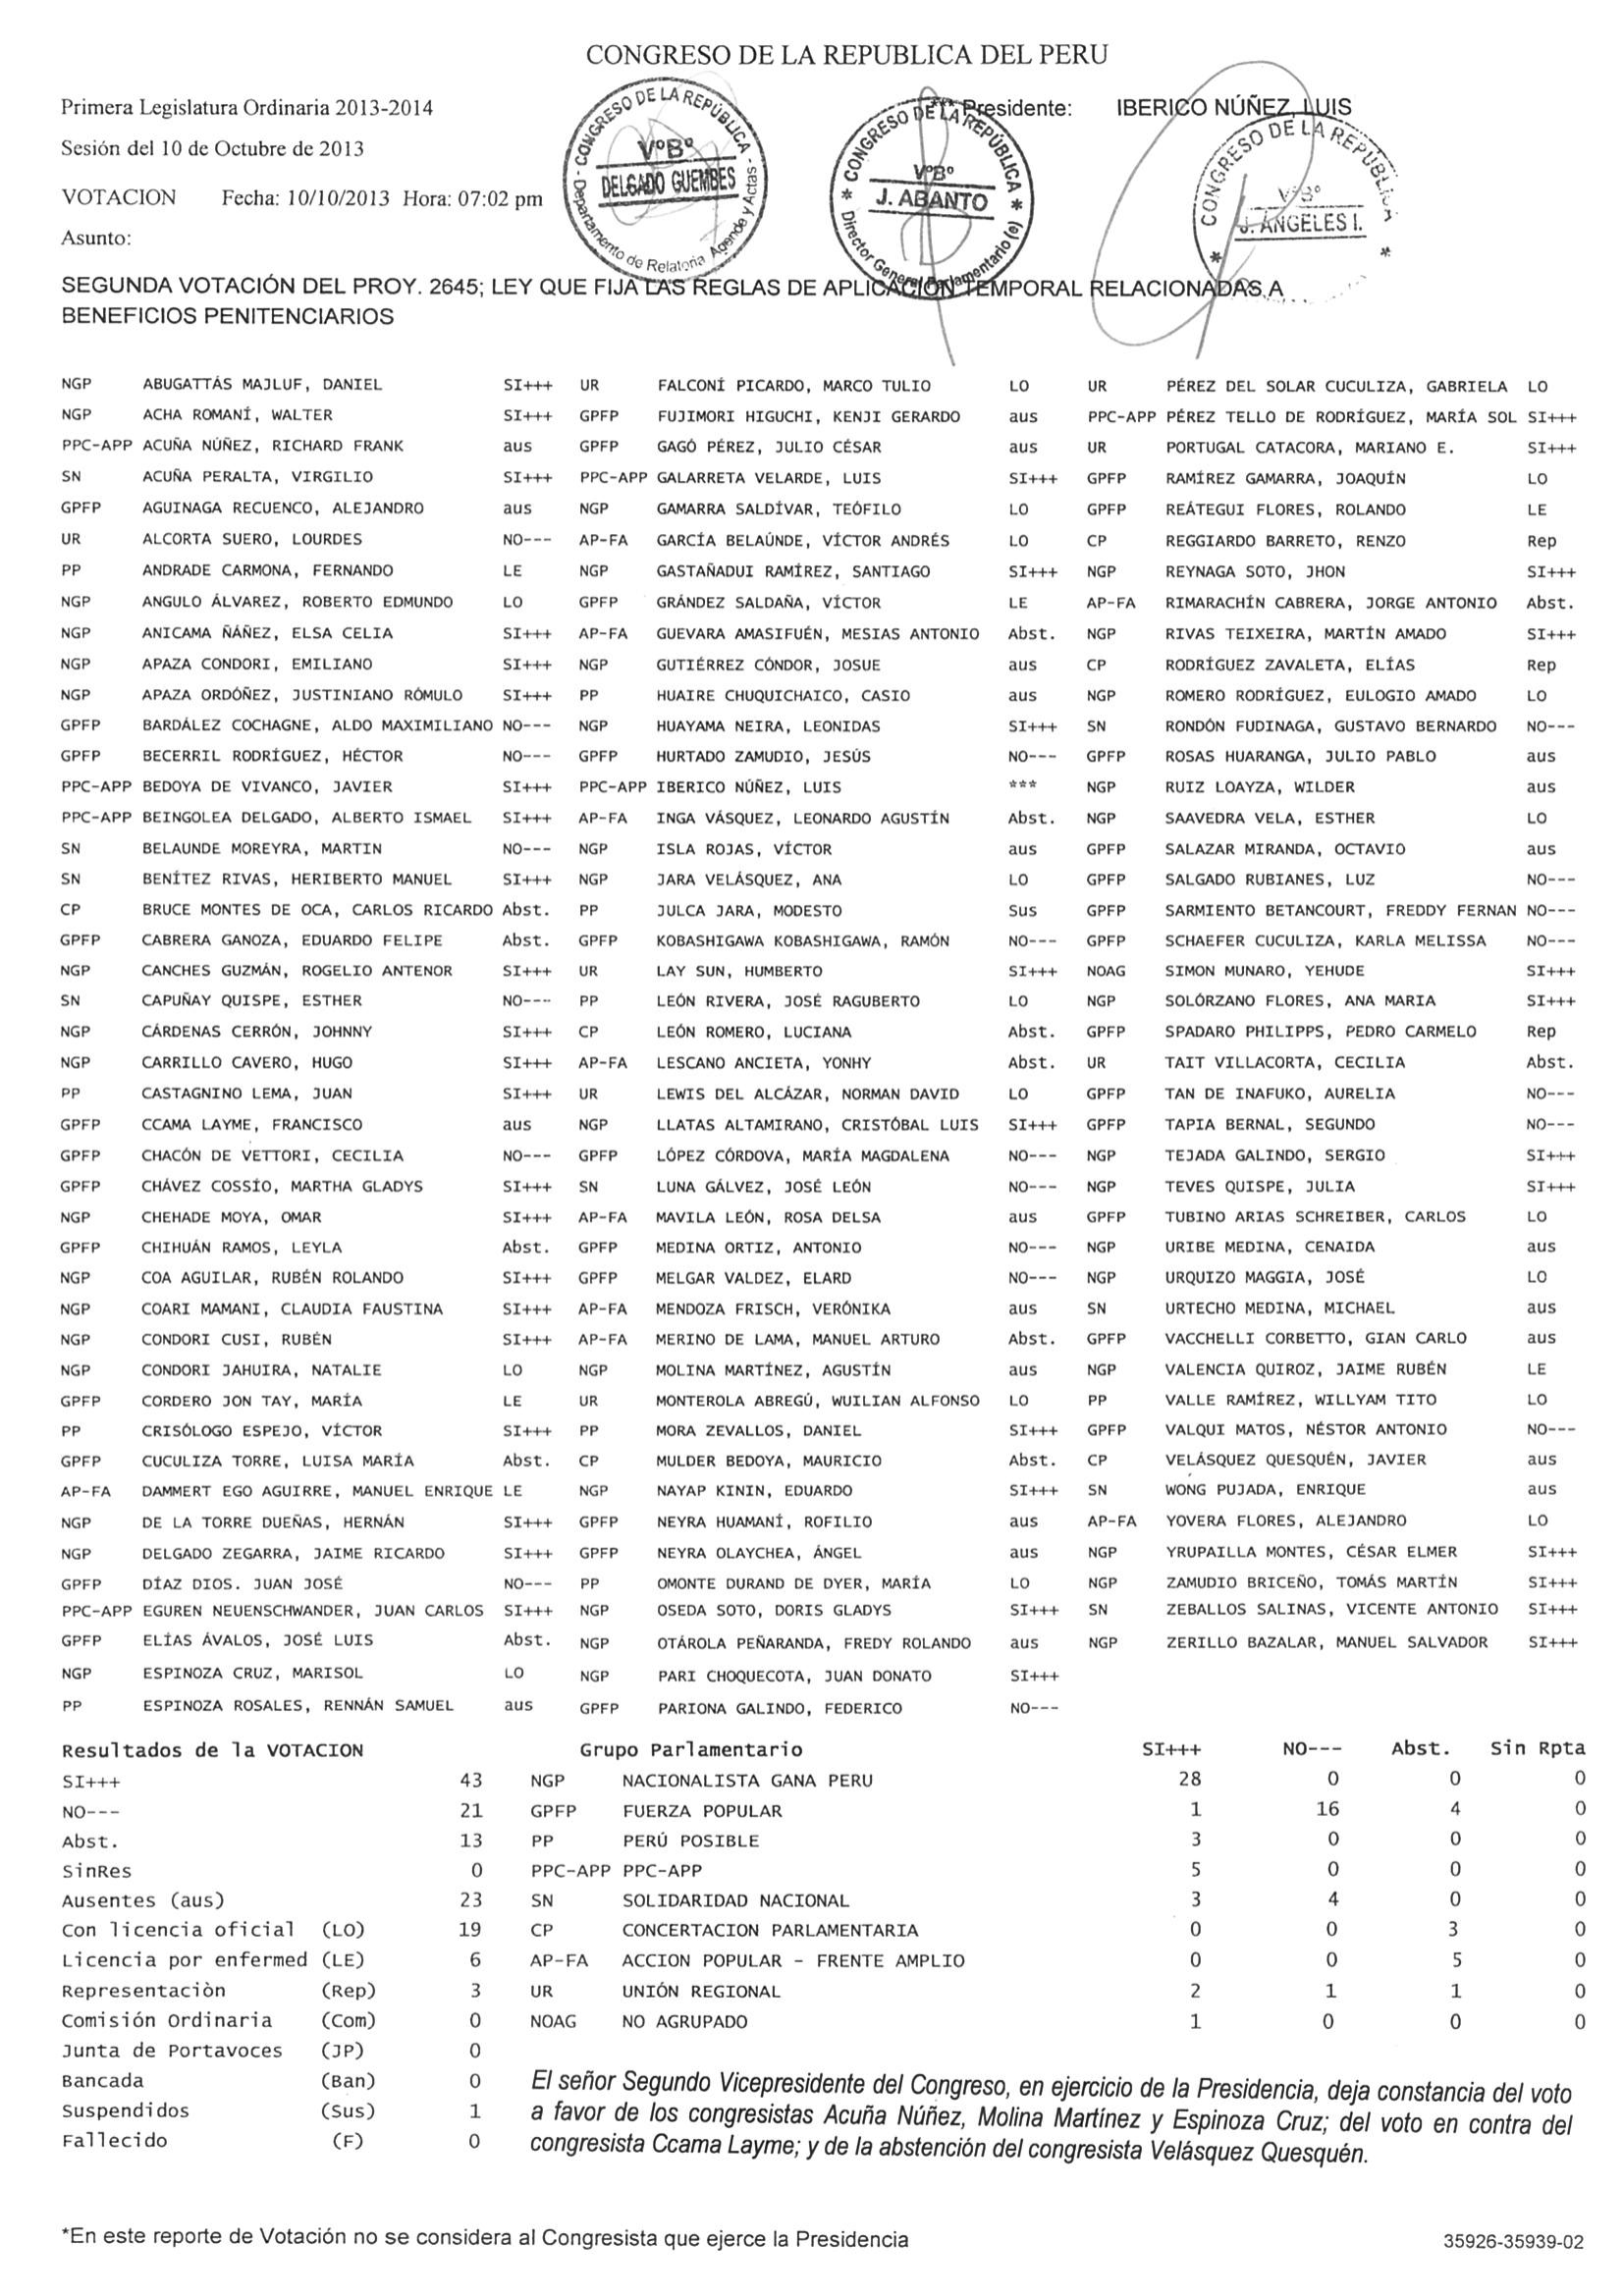 CONGRESO DE LA REPUBLICA DEL PERU
Primera Legislatura Ordinaria 2013-2014
*** Presidente: IBERICO NÚÑEZ, LUIS
Sesión del 10 de Octubre de 2013
VOTACION Fecha: 10/10/2013 Hora: 07:02 pm
CONGRESO DE LA REPÚBLICA - Departamento de Relatoría Agenda y Actas -
VºBº
DELGADO GUEMBES
* CONGRESO DE LA REPÚBLICA * Director General Parlamentario (e)
VºBº
J. ABANTO
* CONGRESO DE LA REPÚBLICA *
VºBº
J. ANGELES I.
Asunto:
SEGUNDA VOTACIÓN DEL PROY. 2645; LEY QUE FIJA LAS REGLAS DE APLICACIÓN TEMPORAL RELACIONADAS A
BENEFICIOS PENITENCIARIOS
NGP ABUGATTÁS MAJLUF, DANIEL SI+++ UR FALCONÍ PICARDO, MARCO TULIO LO UR PÉREZ DEL SOLAR CUCULIZA, GABRIELA LO
NGP ACHA ROMANÍ, WALTER SI+++ GPFP FUJIMORI HIGUCHI, KENJI GERARDO aus PPC-APP PÉREZ TELLO DE RODRÍGUEZ, MARÍA SOL SI+++
PPC-APP ACUÑA NÚÑEZ, RICHARD FRANK aus GPFP GAGÓ PÉREZ, JULIO CÉSAR aus UR PORTUGAL CATACORA, MARIANO E. SI+++
SN ACUÑA PERALTA, VIRGILIO SI+++ PPC-APP GALARRETA VELARDE, LUIS SI+++ GPFP RAMÍREZ GAMARRA, JOAQUÍN LO
GPFP AGUINAGA RECUENCO, ALEJANDRO aus NGP GAMARRA SALDÍVAR, TEÓFILO LO GPFP REÁTEGUI FLORES, ROLANDO LE
UR ALCORTA SUERO, LOURDES NO--- AP-FA GARCÍA BELAÚNDE, VÍCTOR ANDRÉS LO CP REGGIARDO BARRETO, RENZO Rep
PP ANDRADE CARMONA, FERNANDO LE NGP GASTAÑADUI RAMÍREZ, SANTIAGO SI+++ NGP REYNAGA SOTO, JHON SI+++
NGP ANGULO ÁLVAREZ, ROBERTO EDMUNDO LO GPFP GRÁNDEZ SALDAÑA, VÍCTOR LE AP-FA RIMARACHÍN CABRERA, JORGE ANTONIO Abst.
NGP ANICAMA ÑÁÑEZ, ELSA CELIA SI+++ AP-FA GUEVARA AMASIFUÉN, MESIAS ANTONIO Abst. NGP RIVAS TEIXEIRA, MARTÍN AMADO SI+++
NGP APAZA CONDORI, EMILIANO SI+++ NGP GUTIÉRREZ CÓNDOR, JOSUE aus CP RODRÍGUEZ ZAVALETA, ELÍAS Rep
NGP APAZA ORDÓÑEZ, JUSTINIANO RÓMULO SI+++ PP HUAIRE CHUQUICHAICO, CASIO aus NGP ROMERO RODRÍGUEZ, EULOGIO AMADO LO
GPFP BARDÁLEZ COCHAGNE, ALDO MAXIMILIANO NO--- NGP HUAYAMA NEIRA, LEONIDAS SI+++ SN RONDÓN FUDINAGA, GUSTAVO BERNARDO NO---
GPFP BECERRIL RODRÍGUEZ, HÉCTOR NO--- GPFP HURTADO ZAMUDIO, JESÚS NO--- GPFP ROSAS HUARANGA, JULIO PABLO aus
PPC-APP BEDOYA DE VIVANCO, JAVIER SI+++ PPC-APP IBERICO NÚÑEZ, LUIS *** NGP RUIZ LOAYZA, WILDER aus
PPC-APP BEINGOLEA DELGADO, ALBERTO ISMAEL SI+++ AP-FA INGA VÁSQUEZ, LEONARDO AGUSTÍN Abst. NGP SAAVEDRA VELA, ESTHER LO
SN BELAUNDE MOREYRA, MARTIN NO--- NGP ISLA ROJAS, VÍCTOR aus GPFP SALAZAR MIRANDA, OCTAVIO aus
SN BENÍTEZ RIVAS, HERIBERTO MANUEL SI+++ NGP JARA VELÁSQUEZ, ANA LO GPFP SALGADO RUBIANES, LUZ NO---
CP BRUCE MONTES DE OCA, CARLOS RICARDO Abst. PP JULCA JARA, MODESTO Sus GPFP SARMIENTO BETANCOURT, FREDDY FERNAN NO---
GPFP CABRERA GANOZA, EDUARDO FELIPE Abst. GPFP KOBASHIGAWA KOBASHIGAWA, RAMÓN NO--- GPFP SCHAEFER CUCULIZA, KARLA MELISSA NO---
NGP CANCHES GUZMÁN, ROGELIO ANTENOR SI+++ UR LAY SUN, HUMBERTO SI+++ NOAG SIMON MUNARO, YEHUDE SI+++
SN CAPUÑAY QUISPE, ESTHER NO--- PP LEÓN RIVERA, JOSÉ RAGUBERTO LO NGP SOLÓRZANO FLORES, ANA MARIA SI+++
NGP CÁRDENAS CERRÓN, JOHNNY SI+++ CP LEÓN ROMERO, LUCIANA Abst. GPFP SPADARO PHILIPPS, PEDRO CARMELO Rep
NGP CARRILLO CAVERO, HUGO SI+++ AP-FA LESCANO ANCIETA, YONHY Abst. UR TAIT VILLACORTA, CECILIA Abst.
PP CASTAGNINO LEMA, JUAN SI+++ UR LEWIS DEL ALCÁZAR, NORMAN DAVID LO GPFP TAN DE INAFUKO, AURELIA NO---
GPFP CCAMA LAYME, FRANCISCO aus NGP LLATAS ALTAMIRANO, CRISTÓBAL LUIS SI+++ GPFP TAPIA BERNAL, SEGUNDO NO---
GPFP CHACÓN DE VETTORI, CECILIA NO--- GPFP LÓPEZ CÓRDOVA, MARÍA MAGDALENA NO--- NGP TEJADA GALINDO, SERGIO SI+++
GPFP CHÁVEZ COSSÍO, MARTHA GLADYS SI+++ SN LUNA GÁLVEZ, JOSÉ LEÓN NO--- NGP TEVES QUISPE, JULIA SI+++
NGP CHEHADE MOYA, OMAR SI+++ AP-FA MAVILA LEÓN, ROSA DELSA aus GPFP TUBINO ARIAS SCHREIBER, CARLOS LO
GPFP CHIHUÁN RAMOS, LEYLA Abst. GPFP MEDINA ORTIZ, ANTONIO NO--- NGP URIBE MEDINA, CENAIDA aus
NGP COA AGUILAR, RUBÉN ROLANDO SI+++ GPFP MELGAR VALDEZ, ELARD NO--- NGP URQUIZO MAGGIA, JOSÉ LO
NGP COARI MAMANI, CLAUDIA FAUSTINA SI+++ AP-FA MENDOZA FRISCH, VERÓNIKA aus SN URTECHO MEDINA, MICHAEL aus
NGP CONDORI CUSI, RUBÉN SI+++ AP-FA MERINO DE LAMA, MANUEL ARTURO Abst. GPFP VACCHELLI CORBETTO, GIAN CARLO aus
NGP CONDORI JAHUIRA, NATALIE LO NGP MOLINA MARTÍNEZ, AGUSTÍN aus NGP VALENCIA QUIROZ, JAIME RUBÉN LE
GPFP CORDERO JON TAY, MARÍA LE UR MONTEROLA ABREGÚ, WUILIAN ALFONSO LO PP VALLE RAMÍREZ, WILLYAM TITO LO
PP CRISÓLOGO ESPEJO, VÍCTOR SI+++ PP MORA ZEVALLOS, DANIEL SI+++ GPFP VALQUI MATOS, NÉSTOR ANTONIO NO---
GPFP CUCULIZA TORRE, LUISA MARÍA Abst. CP MULDER BEDOYA, MAURICIO Abst. CP VELÁSQUEZ QUESQUÉN, JAVIER aus
AP-FA DAMMERT EGO AGUIRRE, MANUEL ENRIQUE LE NGP NAYAP KININ, EDUARDO SI+++ SN WONG PUJADA, ENRIQUE aus
NGP DE LA TORRE DUEÑAS, HERNÁN SI+++ GPFP NEYRA HUAMANÍ, ROFILIO aus AP-FA YOVERA FLORES, ALEJANDRO LO
NGP DELGADO ZEGARRA, JAIME RICARDO SI+++ GPFP NEYRA OLAYCHEA, ÁNGEL aus NGP YRUPAILLA MONTES, CÉSAR ELMER SI+++
GPFP DÍAZ DIOS. JUAN JOSÉ NO--- PP OMONTE DURAND DE DYER, MARÍA LO NGP ZAMUDIO BRICEÑO, TOMÁS MARTÍN SI+++
PPC-APP EGUREN NEUENSCHWANDER, JUAN CARLOS SI+++ NGP OSEDA SOTO, DORIS GLADYS SI+++ SN ZEBALLOS SALINAS, VICENTE ANTONIO SI+++
GPFP ELÍAS ÁVALOS, JOSÉ LUIS Abst. NGP OTÁROLA PEÑARANDA, FREDY ROLANDO aus NGP ZERILLO BAZALAR, MANUEL SALVADOR SI+++
NGP ESPINOZA CRUZ, MARISOL LO NGP PARI CHOQUECOTA, JUAN DONATO SI+++
PP ESPINOZA ROSALES, RENNÁN SAMUEL aus GPFP PARIONA GALINDO, FEDERICO NO---
Resultados de la VOTACION Grupo Parlamentario SI+++ NO--- Abst. Sin Rpta
SI+++ 43 NGP NACIONALISTA GANA PERU 28 0 0 0
NO--- 21 GPFP FUERZA POPULAR 1 16 4 0
Abst. 13 PP PERÚ POSIBLE 3 0 0 0
SinRes 0 PPC-APP PPC-APP 5 0 0 0
Ausentes (aus) 23 SN SOLIDARIDAD NACIONAL 3 4 0 0
Con licencia oficial (LO) 19 CP CONCERTACION PARLAMENTARIA 0 0 3 0
Licencia por enfermed (LE) 6 AP-FA ACCION POPULAR - FRENTE AMPLIO 0 0 5 0
Representaciòn (Rep) 3 UR UNIÓN REGIONAL 2 1 1 0
Comisión Ordinaria (Com) 0 NOAG NO AGRUPADO 1 0 0 0
Junta de Portavoces (JP) 0
Bancada (Ban) 0
Suspendidos (Sus) 1
Fallecido (F) 0
El señor Segundo Vicepresidente del Congreso, en ejercicio de la Presidencia, deja constancia del voto
a favor de los congresistas Acuña Núñez, Molina Martínez y Espinoza Cruz; del voto en contra del
congresista Ccama Layme; y de la abstención del congresista Velásquez Quesquén.
*En este reporte de Votación no se considera al Congresista que ejerce la Presidencia 35926-35939-02